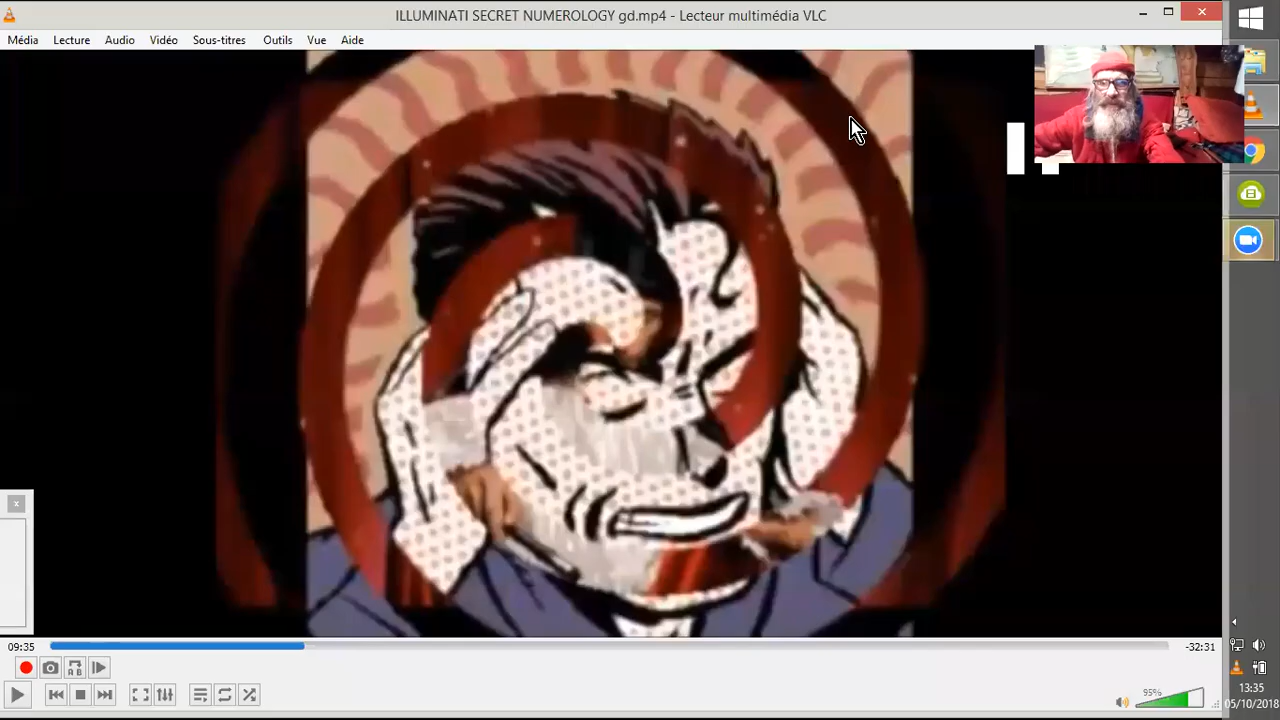 ILLUMINATI SECRET NUMEROLOGY gd.mp4 - Lecteur multimédia VLC
Média Lecture Audio Vidéo Sous-titres Outils Vue Aide
09:35
-32:31
95%
13:35
05/10/2018